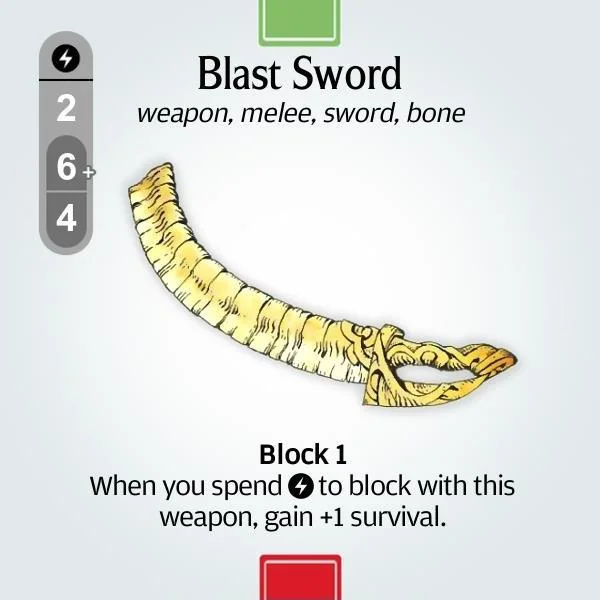 Blast Sword
weapon, melee, sword, bone
2
6+
4
Block 1
When you spend to block with this
weapon, gain +1 survival.